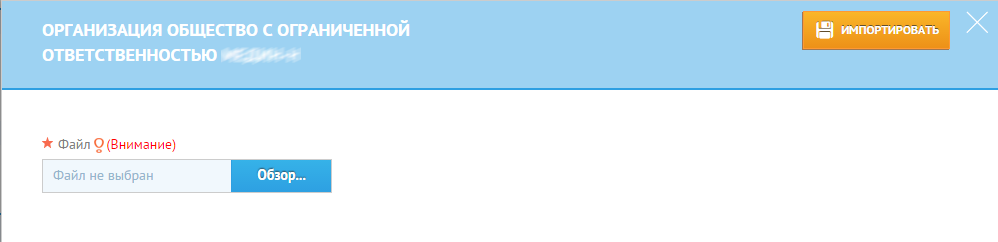 ОРГАНИЗАЦИЯ ОБЩЕСТВО С ОГРАНИЧЕННОЙ
ОТВЕТСТВЕННОСТЬЮ
ИМПОРТИРОВАТЬ
Файл (Внимание)
Файл не выбран
Обзор...